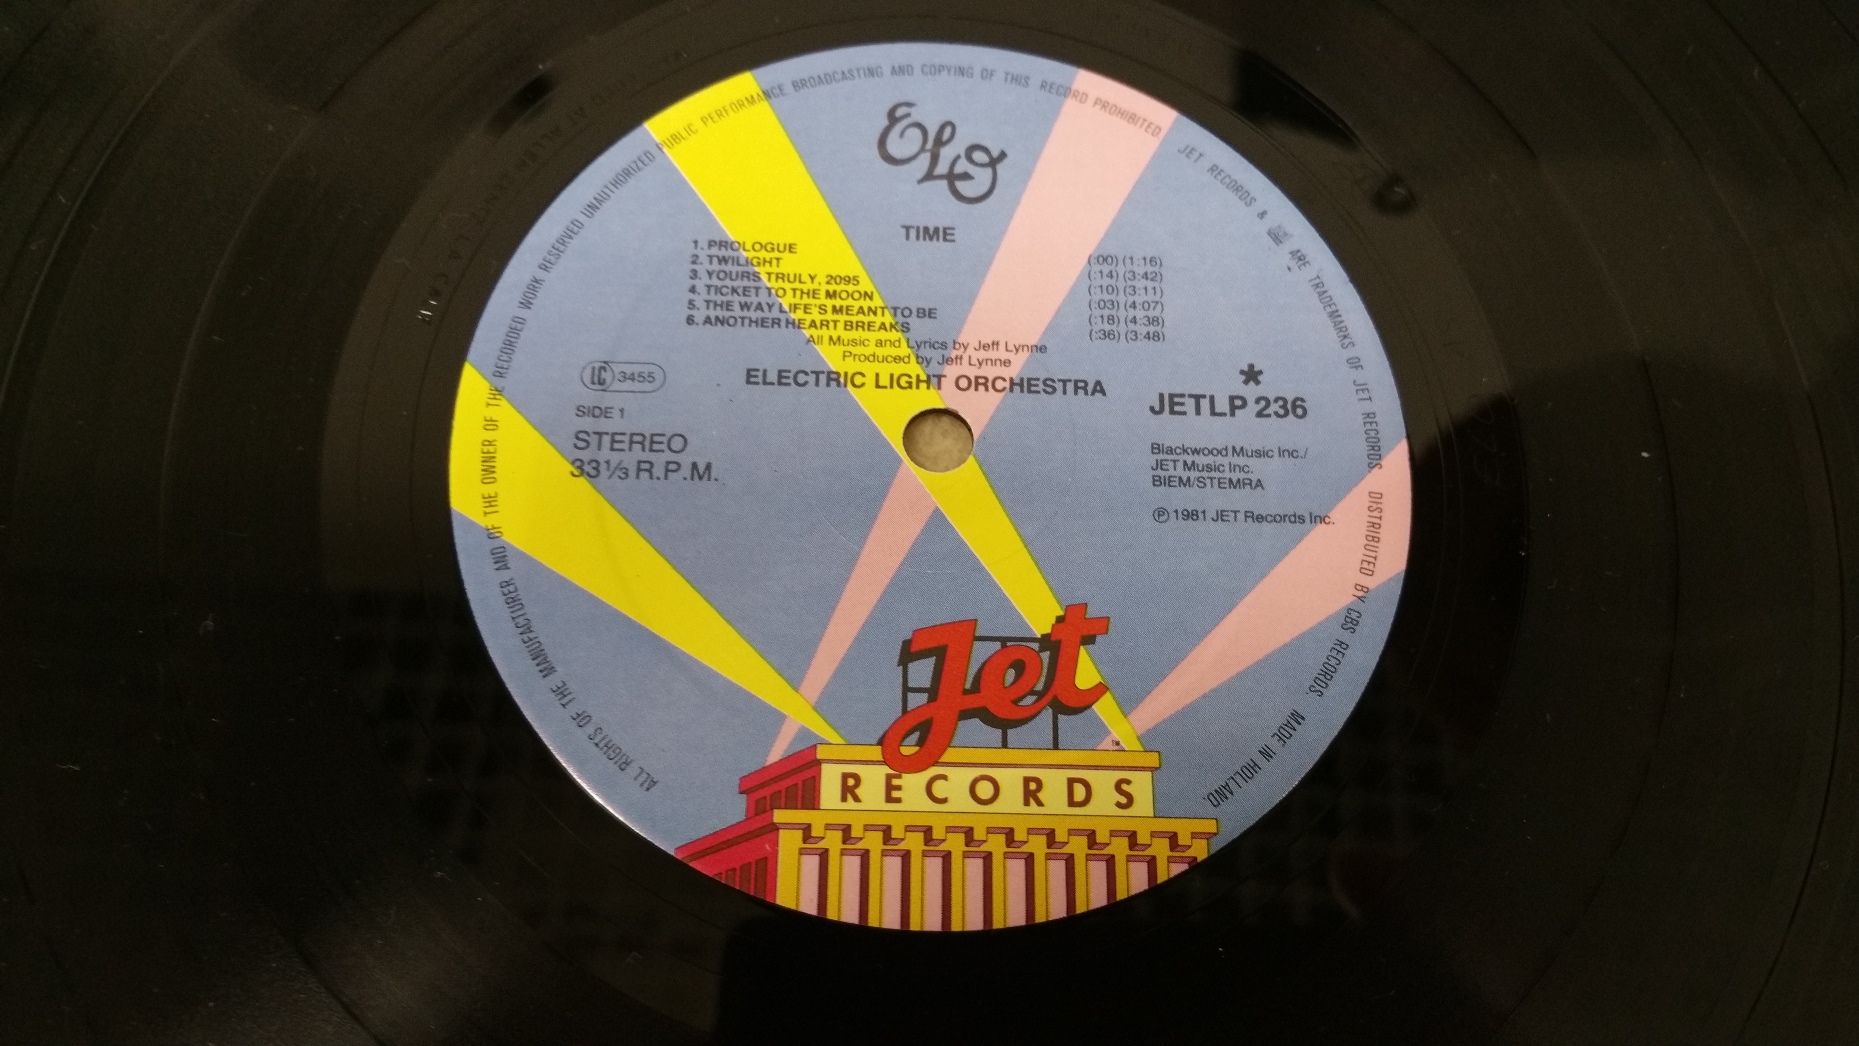 ALL RIGHTS OF THE MANUFACTURER AND OF THE OWNER OF THE RECORDED WORK RESERVED UNAUTHORIZED PUBLIC PERFORMANCE BROADCASTING AND COPYING OF THIS RECORD PROHIBITED.
JET RECORDS & ARE TRADEMARKS OF JET RECORDS. DISTRIBUTED BY CBS RECORDS. MADE IN HOLLAND.
ELO
TIME
1. PROLOGUE (:00) (1:16)
2. TWILIGHT (:14) (3:42)
3. YOURS TRULY, 2095 (:10) (3:11)
4. TICKET TO THE MOON (:03) (4:07)
5. THE WAY LIFE'S MEANT TO BE (:18) (4:38)
6. ANOTHER HEART BREAKS (:36) (3:48)
All Music and Lyrics by Jeff Lynne
Produced by Jeff Lynne
ELECTRIC LIGHT ORCHESTRA
LC 3455
SIDE 1
STEREO
33⅓ R.P.M.
*
JETLP 236
Blackwood Music Inc./
JET Music Inc.
BIEM/STEMRA
℗ 1981 JET Records Inc.
Jet
TM
RECORDS